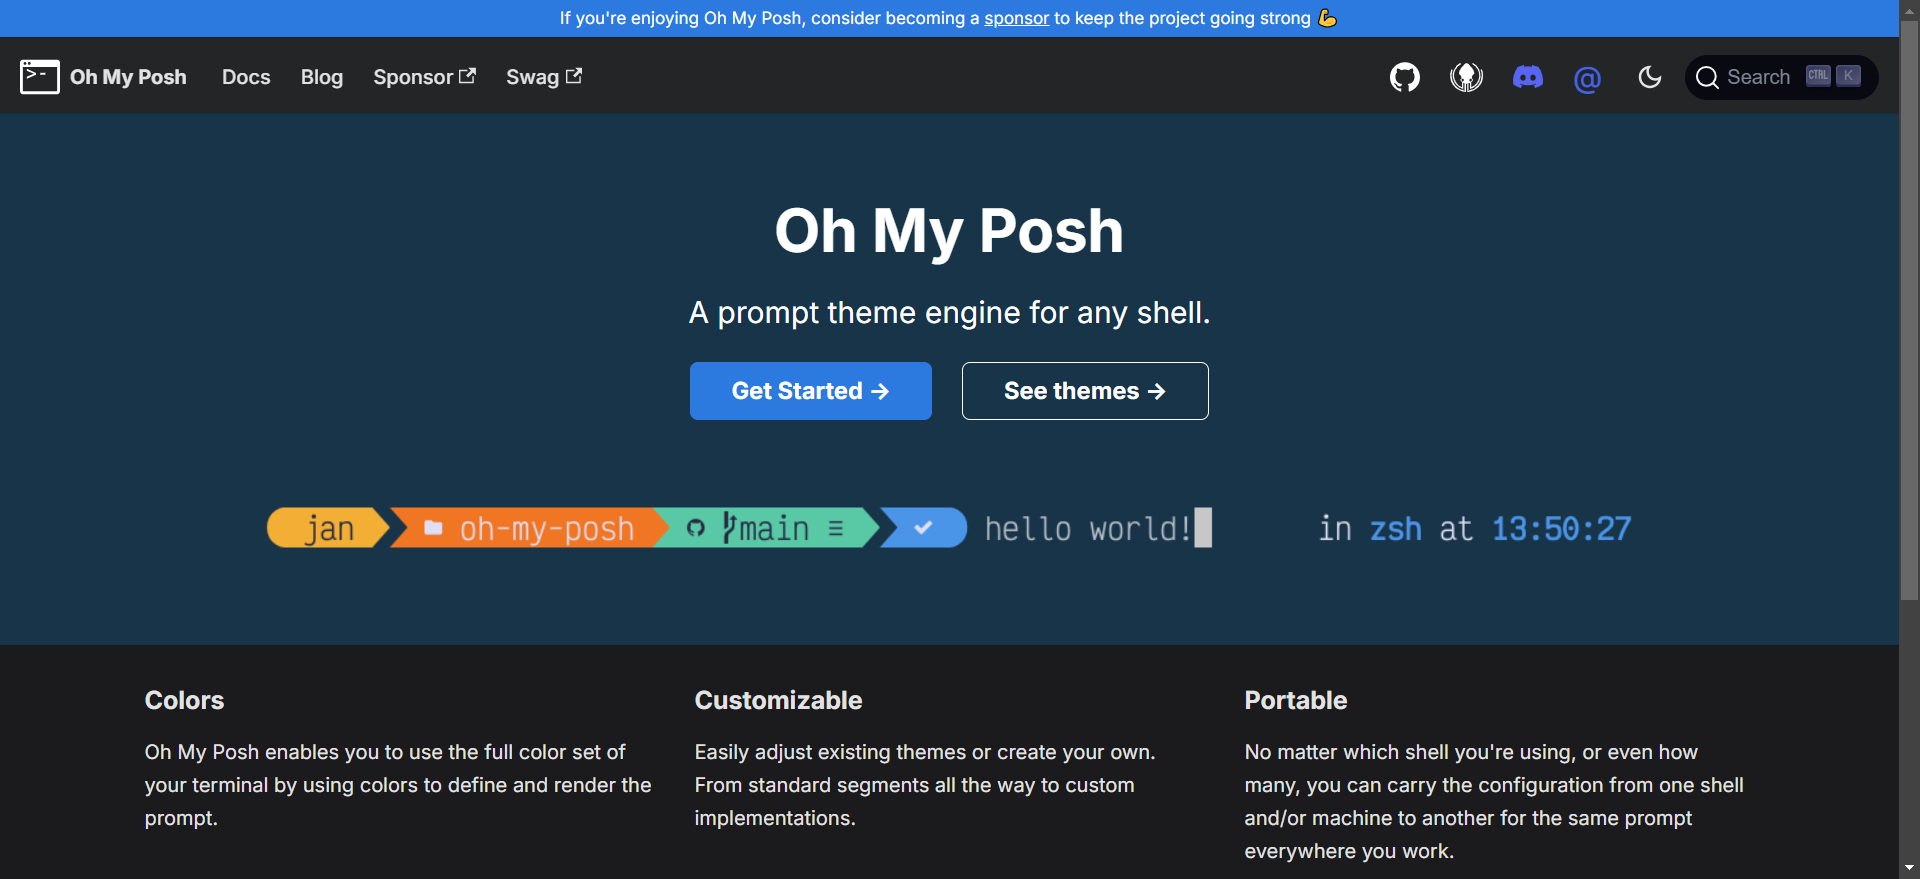 If you're enjoying Oh My Posh, consider becoming a sponsor to keep the project going strong 💪
Oh My Posh Docs Blog Sponsor Swag @ Search CTRL K
Oh My Posh
A prompt theme engine for any shell.
Get Started → See themes →
jan oh-my-posh main ≡ ✓ hello world! in zsh at 13:50:27
Colors
Oh My Posh enables you to use the full color set of
your terminal by using colors to define and render the
prompt.
Customizable
Easily adjust existing themes or create your own.
From standard segments all the way to custom
implementations.
Portable
No matter which shell you're using, or even how
many, you can carry the configuration from one shell
and/or machine to another for the same prompt
everywhere you work.